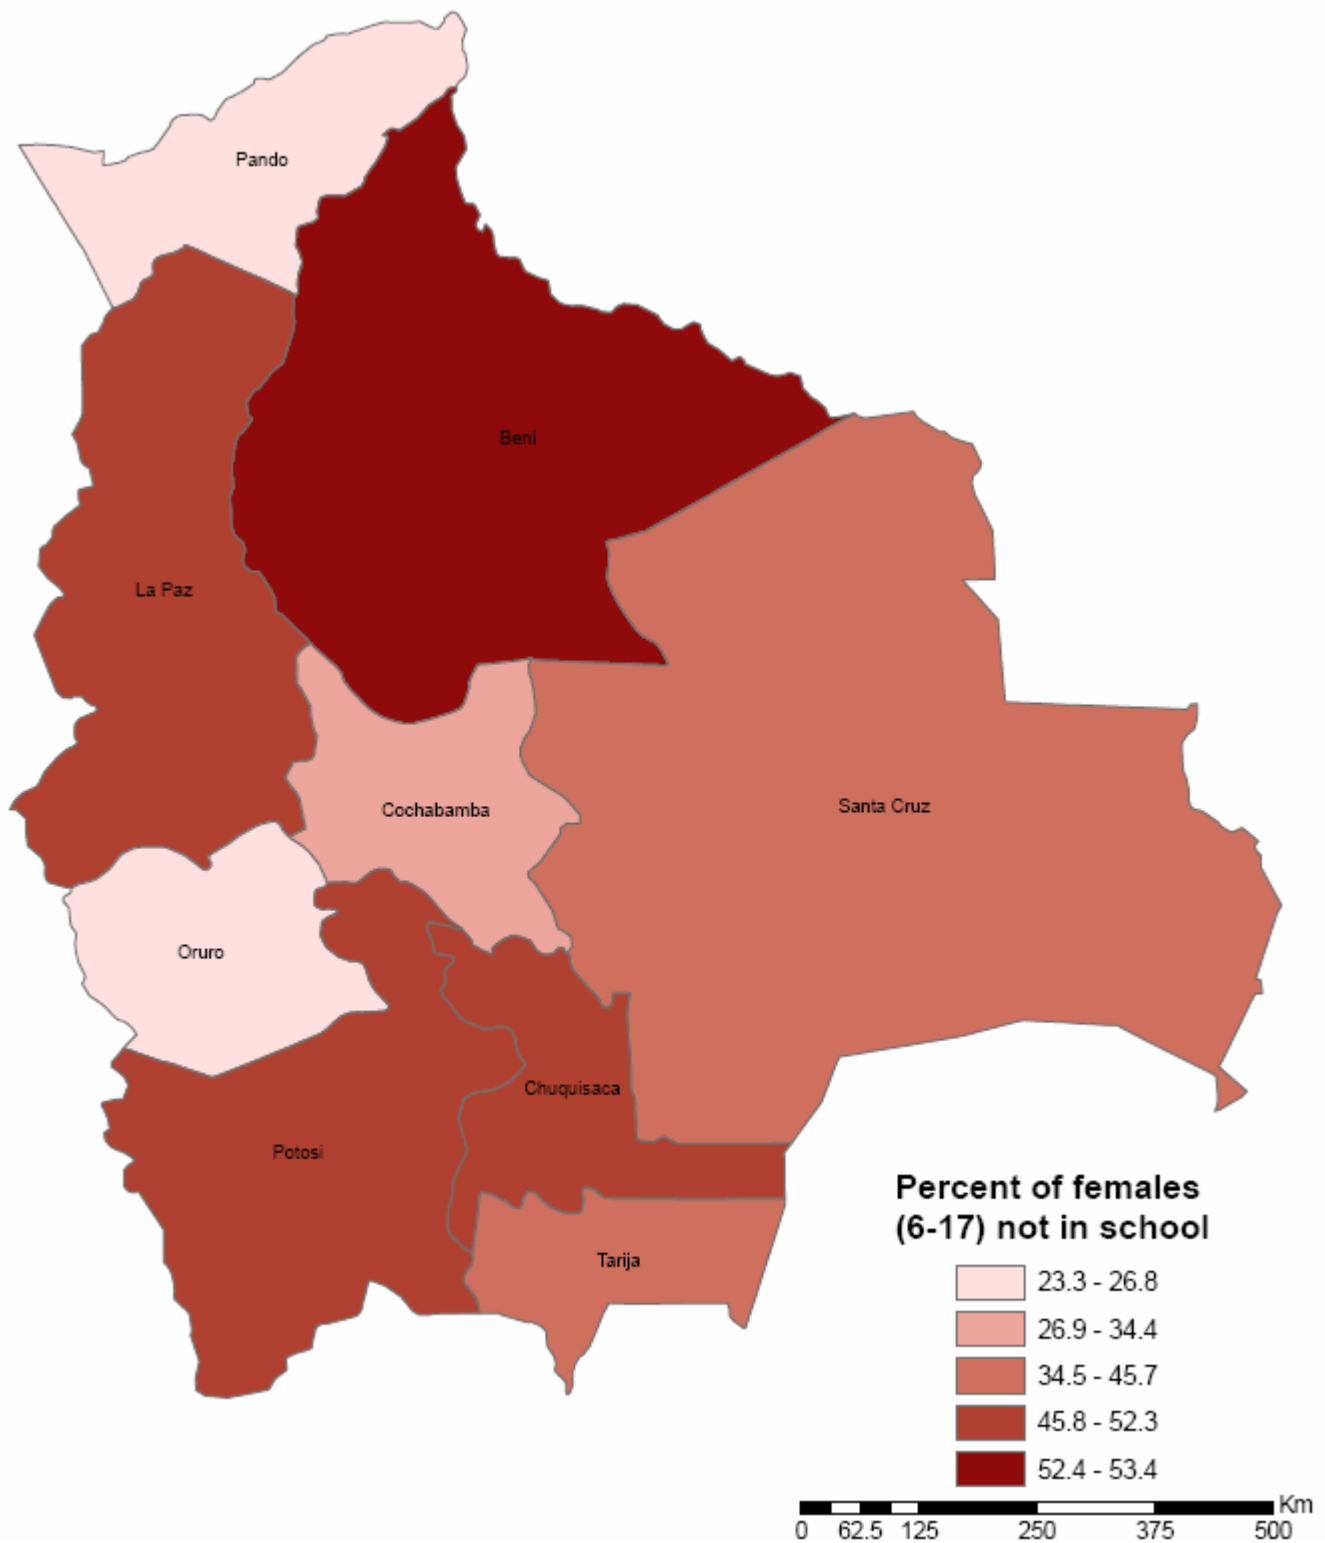 Pando
Beni
La Paz
Santa Cruz
Cochabamba
Oruro
Chuquisaca
Potosi
Tarija
Percent of females
(6-17) not in school
23.3 - 26.8
26.9 - 34.4
34.5 - 45.7
45.8 - 52.3
52.4 - 53.4
Km
0 62.5 125 250 375 500